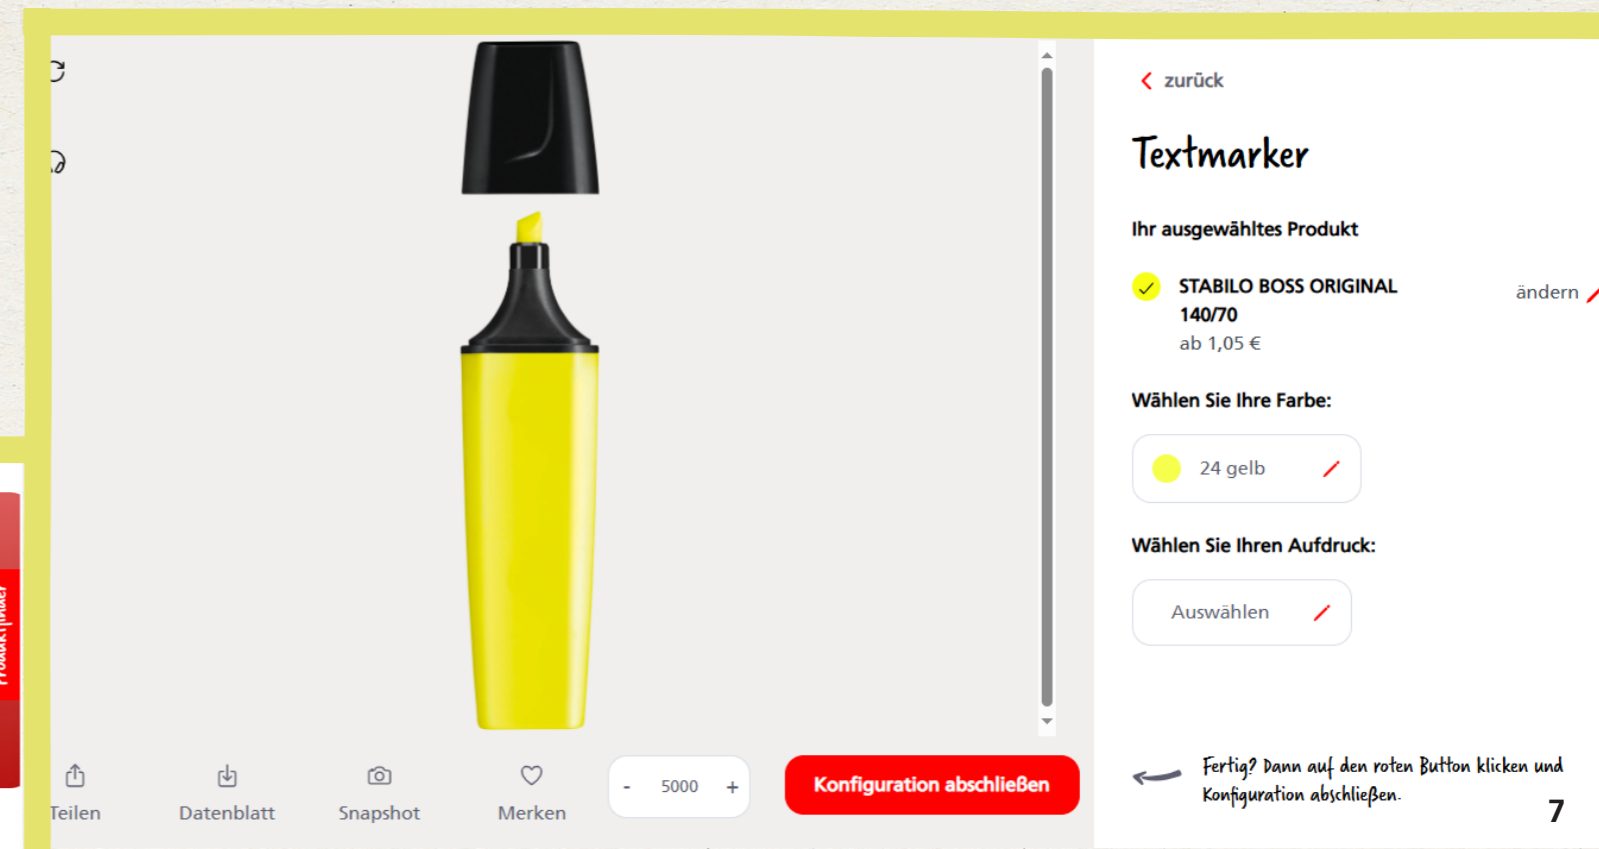 zurück
Textmarker
Ihr ausgewähltes Produkt
STABILO BOSS ORIGINAL
140/70
ändern
ab 1,05 €
Wählen Sie Ihre Farbe:
24 gelb
Wählen Sie Ihren Aufdruck:
Auswählen
Teilen
Datenblatt
Snapshot
Merken
- 5000 +
Konfiguration abschließen
Fertig? Dann auf den roten Button klicken und
Konfiguration abschließen.
7